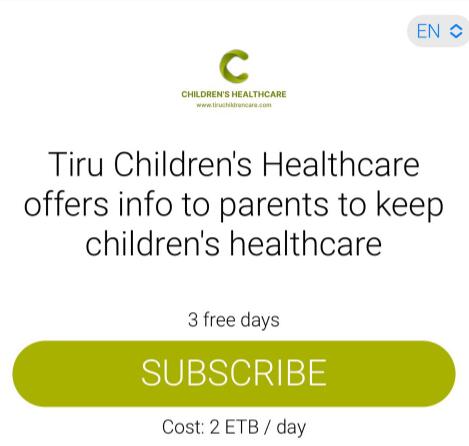 EN
CHILDREN'S HEALTHCARE
www.tiruchildrencare.com
Tiru Children's Healthcare
offers info to parents to keep
children's healthcare
3 free days
SUBSCRIBE
Cost: 2 ETB / day